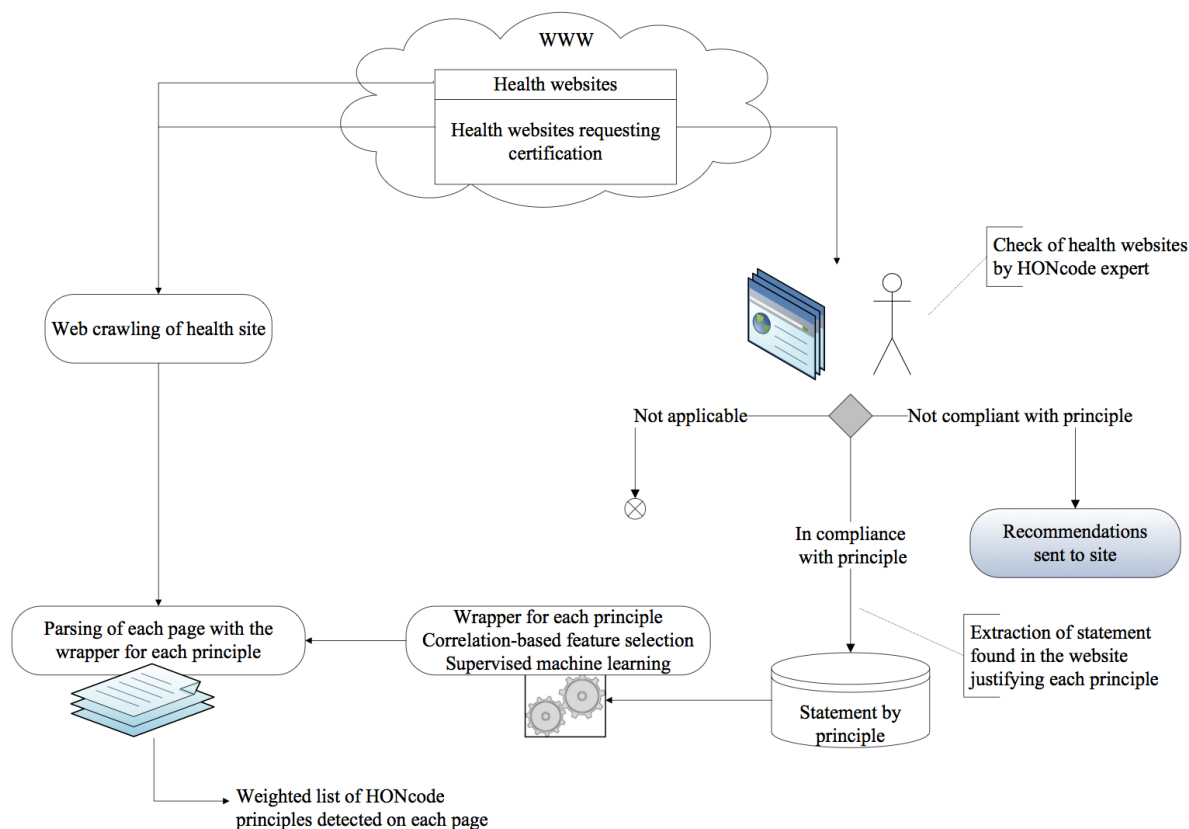 WWW
Health websites
Health websites requesting
certification
Check of health websites
by HONcode expert
Web crawling of health site
Not applicable
Not compliant with principle
In compliance
with principle
Recommendations
sent to site
Parsing of each page with the
wrapper for each principle
Wrapper for each principle
Correlation-based feature selection
Supervised machine learning
Extraction of statement
found in the website
justifying each principle
Statement by
principle
Weighted list of HONcode
principles detected on each page